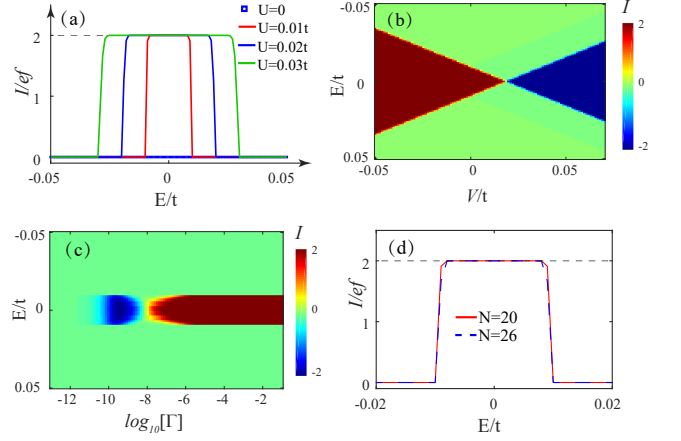 (a)
U=0
U=0.01t
U=0.02t
U=0.03t
I/ef
2
1
0
-0.05
0
0.05
E/t
(b)
I
-0.05
0
0.05
E/t
-0.05
0
0.05
V/t
2
0
-2
(c)
I
-0.05
0
0.05
E/t
-12
-10
-8
-6
-4
-2
log10[Γ]
2
0
-2
(d)
I/ef
2
1
0
N=20
N=26
-0.02
0
0.02
E/t